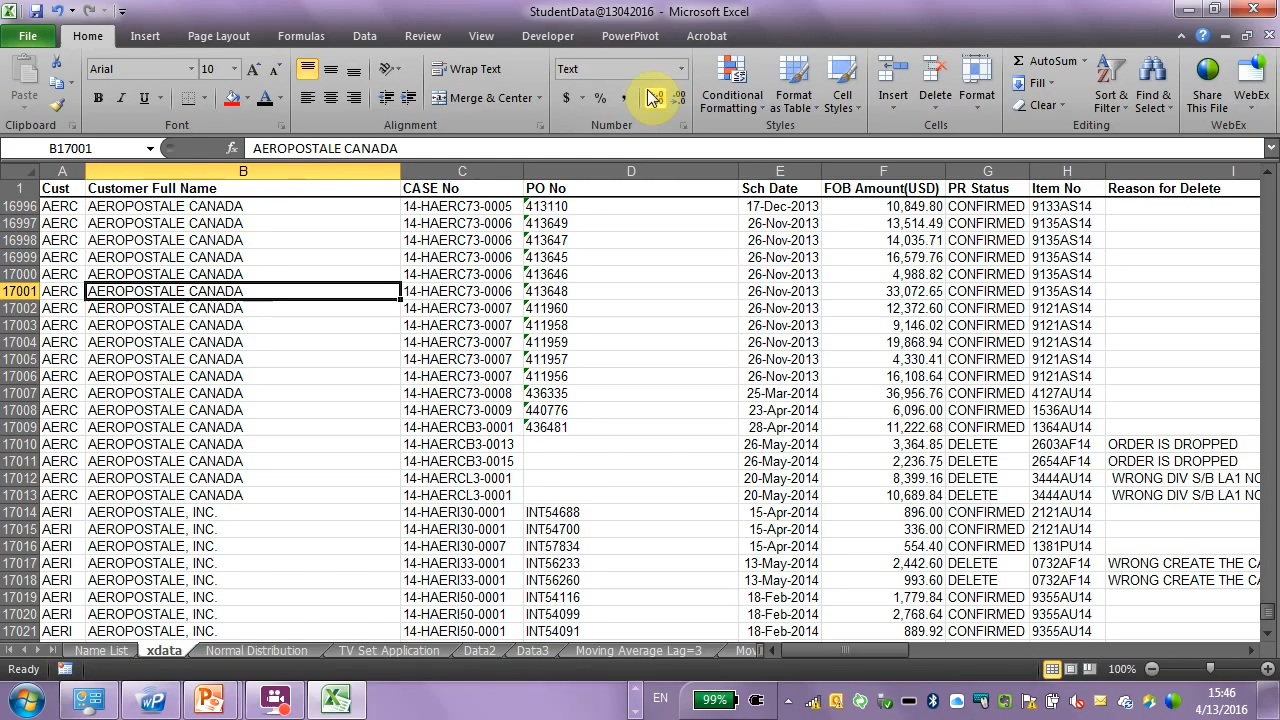 StudentData@13042016 - Microsoft Excel
File Home Insert Page Layout Formulas Data Review View Developer PowerPivot Acrobat
Paste Arial 10 Wrap Text Text Conditional Formatting Format as Table Cell Styles Insert Delete Format AutoSum Fill Clear Sort & Filter Find & Select Share This File WebEx
Merge & Center
Clipboard Font Alignment Number Styles Cells Editing WebEx
B17001 fx AEROPOSTALE CANADA
A B C D E F G H I
1 Cust Customer Full Name CASE No PO No Sch Date FOB Amount(USD) PR Status Item No Reason for Delete
16996 AERC AEROPOSTALE CANADA 14-HAERC73-0005 413110 17-Dec-2013 10,849.80 CONFIRMED 9133AS14
16997 AERC AEROPOSTALE CANADA 14-HAERC73-0006 413649 26-Nov-2013 13,514.49 CONFIRMED 9135AS14
16998 AERC AEROPOSTALE CANADA 14-HAERC73-0006 413647 26-Nov-2013 14,035.71 CONFIRMED 9135AS14
16999 AERC AEROPOSTALE CANADA 14-HAERC73-0006 413645 26-Nov-2013 16,579.76 CONFIRMED 9135AS14
17000 AERC AEROPOSTALE CANADA 14-HAERC73-0006 413646 26-Nov-2013 4,988.82 CONFIRMED 9135AS14
17001 AERC AEROPOSTALE CANADA 14-HAERC73-0006 413648 26-Nov-2013 33,072.65 CONFIRMED 9135AS14
17002 AERC AEROPOSTALE CANADA 14-HAERC73-0007 411960 26-Nov-2013 12,372.60 CONFIRMED 9121AS14
17003 AERC AEROPOSTALE CANADA 14-HAERC73-0007 411958 26-Nov-2013 9,146.02 CONFIRMED 9121AS14
17004 AERC AEROPOSTALE CANADA 14-HAERC73-0007 411959 26-Nov-2013 19,868.94 CONFIRMED 9121AS14
17005 AERC AEROPOSTALE CANADA 14-HAERC73-0007 411957 26-Nov-2013 4,330.41 CONFIRMED 9121AS14
17006 AERC AEROPOSTALE CANADA 14-HAERC73-0007 411956 26-Nov-2013 16,108.64 CONFIRMED 9121AS14
17007 AERC AEROPOSTALE CANADA 14-HAERC73-0008 436335 25-Mar-2014 36,956.76 CONFIRMED 4127AU14
17008 AERC AEROPOSTALE CANADA 14-HAERC73-0009 440776 23-Apr-2014 6,096.00 CONFIRMED 1536AU14
17009 AERC AEROPOSTALE CANADA 14-HAERCB3-0001 436481 28-Apr-2014 11,222.68 CONFIRMED 1364AU14
17010 AERC AEROPOSTALE CANADA 14-HAERCB3-0013 26-May-2014 3,364.85 DELETE 2603AF14 ORDER IS DROPPED
17011 AERC AEROPOSTALE CANADA 14-HAERCB3-0015 26-May-2014 2,236.75 DELETE 2654AF14 ORDER IS DROPPED
17012 AERC AEROPOSTALE CANADA 14-HAERCL3-0001 20-May-2014 8,399.16 DELETE 3444AU14 WRONG DIV S/B LA1 NO
17013 AERC AEROPOSTALE CANADA 14-HAERCL3-0001 20-May-2014 10,689.84 DELETE 3444AU14 WRONG DIV S/B LA1 NO
17014 AERI AEROPOSTALE, INC. 14-HAERI30-0001 INT54688 15-Apr-2014 896.00 CONFIRMED 2121AU14
17015 AERI AEROPOSTALE, INC. 14-HAERI30-0001 INT54700 15-Apr-2014 336.00 CONFIRMED 2121AU14
17016 AERI AEROPOSTALE, INC. 14-HAERI30-0007 INT57834 15-Apr-2014 554.40 CONFIRMED 1381PU14
17017 AERI AEROPOSTALE, INC. 14-HAERI33-0001 INT56233 13-May-2014 2,442.60 DELETE 0732AF14 WRONG CREATE THE CA
17018 AERI AEROPOSTALE, INC. 14-HAERI33-0001 INT56260 13-May-2014 993.60 DELETE 0732AF14 WRONG CREATE THE CA
17019 AERI AEROPOSTALE, INC. 14-HAERI50-0001 INT54116 18-Feb-2014 1,779.84 CONFIRMED 9355AU14
17020 AERI AEROPOSTALE, INC. 14-HAERI50-0001 INT54099 18-Feb-2014 2,768.64 CONFIRMED 9355AU14
17021 AERI AEROPOSTALE, INC. 14-HAERI50-0001 INT54091 18-Feb-2014 889.92 CONFIRMED 9355AU14
Name List xdata Normal Distribution TV Set Application Data2 Data3 Moving Average Lag=3 Mov
Ready 100%
EN 99% 15:46
4/13/2016